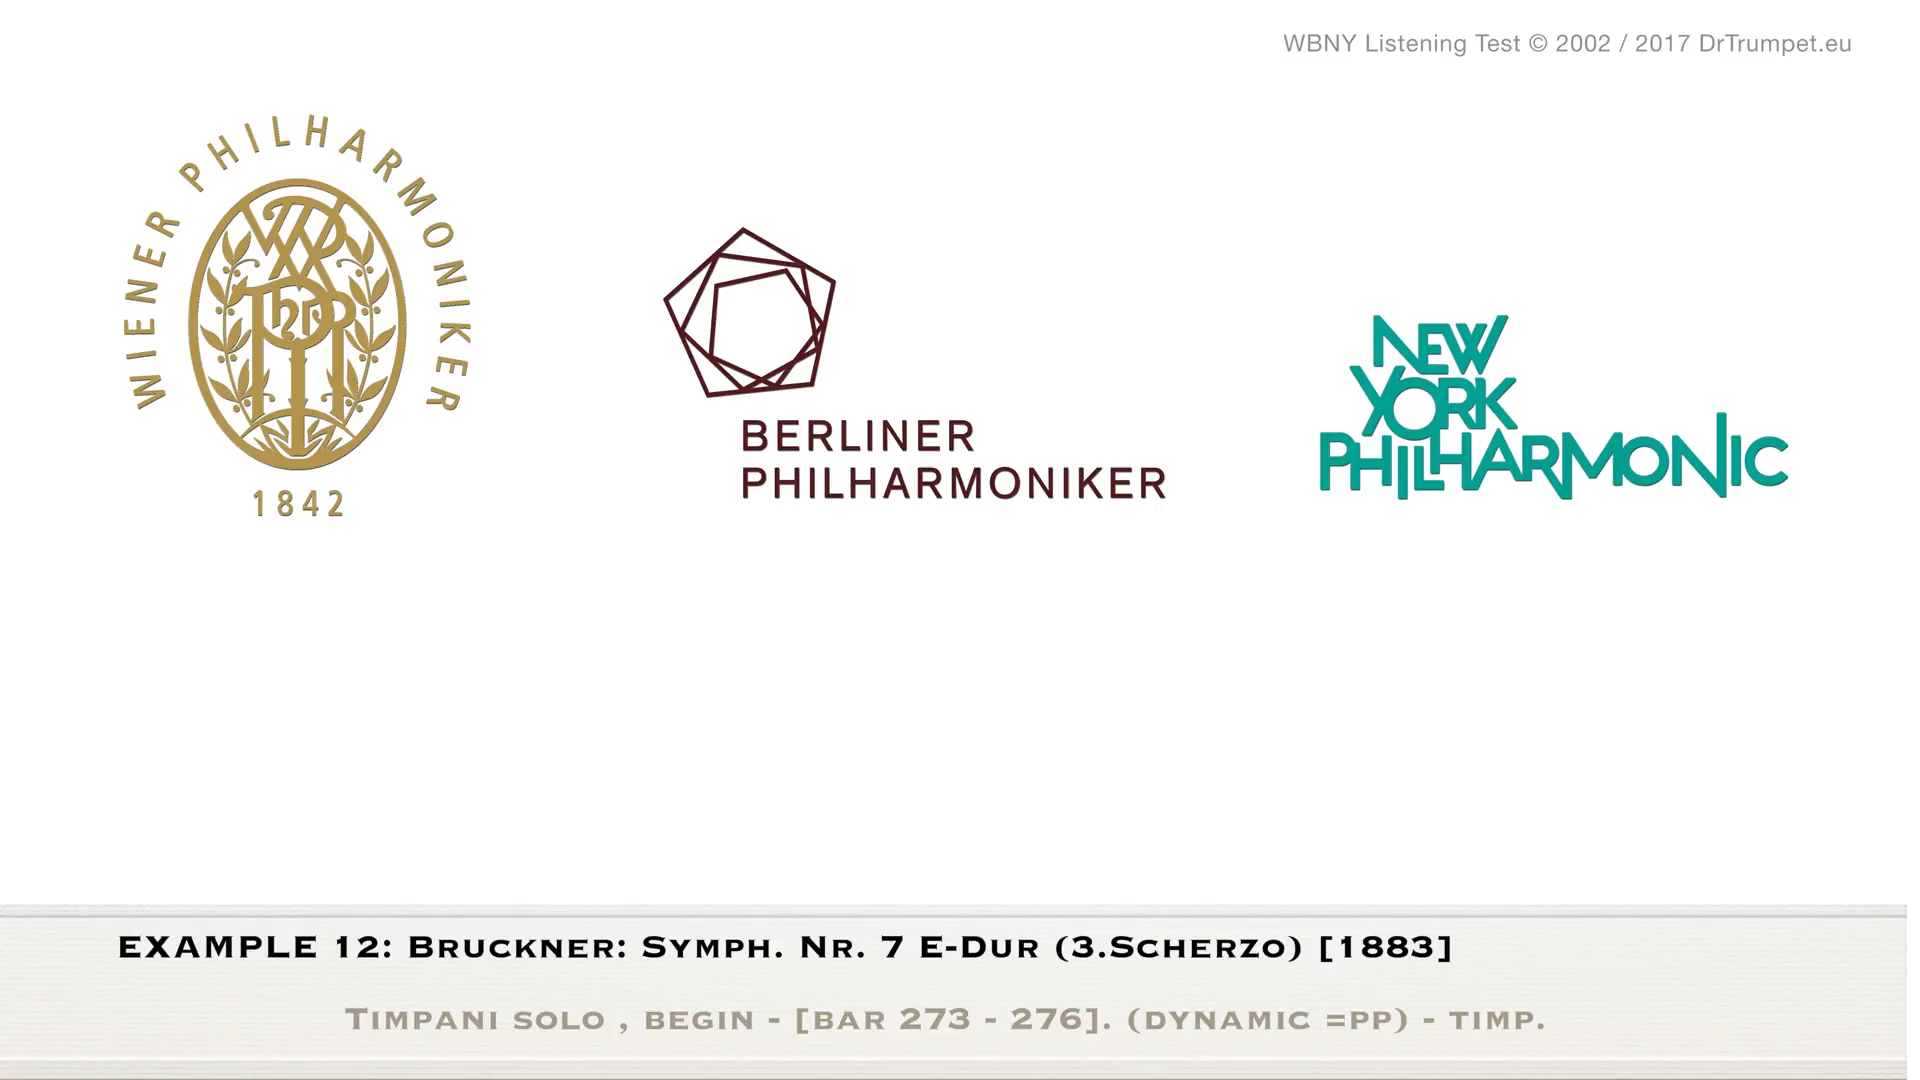 WBNY Listening Test © 2002 / 2017 DrTrumpet.eu
WIENER PHILHARMONIKER
1842
BERLINER
PHILHARMONIKER
NEW
YORK
PHILHARMONIC
EXAMPLE 12: BRUCKNER: SYMPH. NR. 7 E-DUR (3.SCHERZO) [1883]
TIMPANI SOLO , BEGIN - [BAR 273 - 276]. (DYNAMIC =PP) - TIMP.